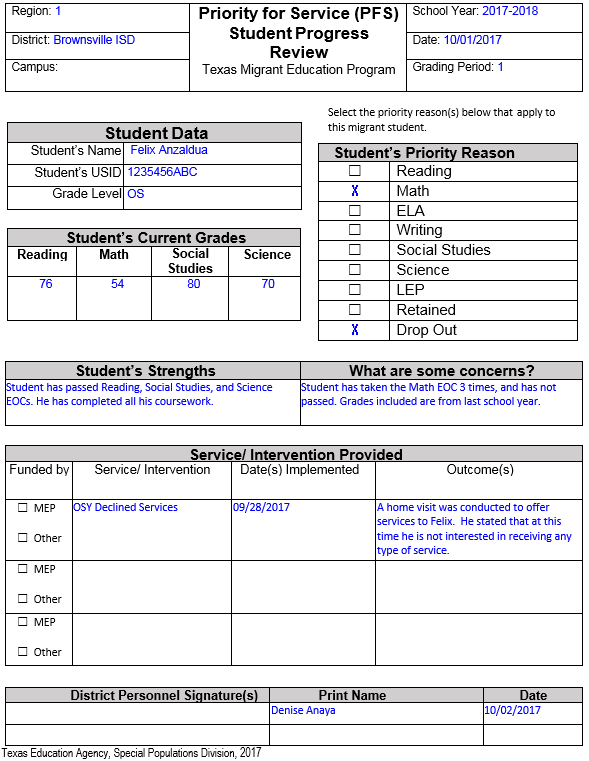 Region: 1
District: Brownsville ISD
Campus:
Priority for Service (PFS)
Student Progress
Review
Texas Migrant Education Program
School Year: 2017-2018
Date: 10/01/2017
Grading Period: 1
Select the priority reason(s) below that apply to
this migrant student.
Student Data
Student's Name Felix Anzaldua
Student's USID 1235456ABC
Grade Level OS
Student's Priority Reason
☐ Reading
X Math
☐ ELA
☐ Writing
☐ Social Studies
☐ Science
☐ LEP
☐ Retained
X Drop Out
Student's Current Grades
Reading Math Social Studies Science
76 54 80 70
Student's Strengths
Student has passed Reading, Social Studies, and Science
EOCs. He has completed all his coursework.
What are some concerns?
Student has taken the Math EOC 3 times, and has not
passed. Grades included are from last school year.
Service/ Intervention Provided
Funded by Service/ Intervention Date(s) Implemented Outcome(s)
☐ MEP
☐ Other
OSY Declined Services
09/28/2017
A home visit was conducted to offer
services to Felix. He stated that at this
time he is not interested in receiving any
type of service.
☐ MEP
☐ Other
☐ MEP
☐ Other
District Personnel Signature(s) Print Name Date
Denise Anaya 10/02/2017
Texas Education Agency, Special Populations Division, 2017